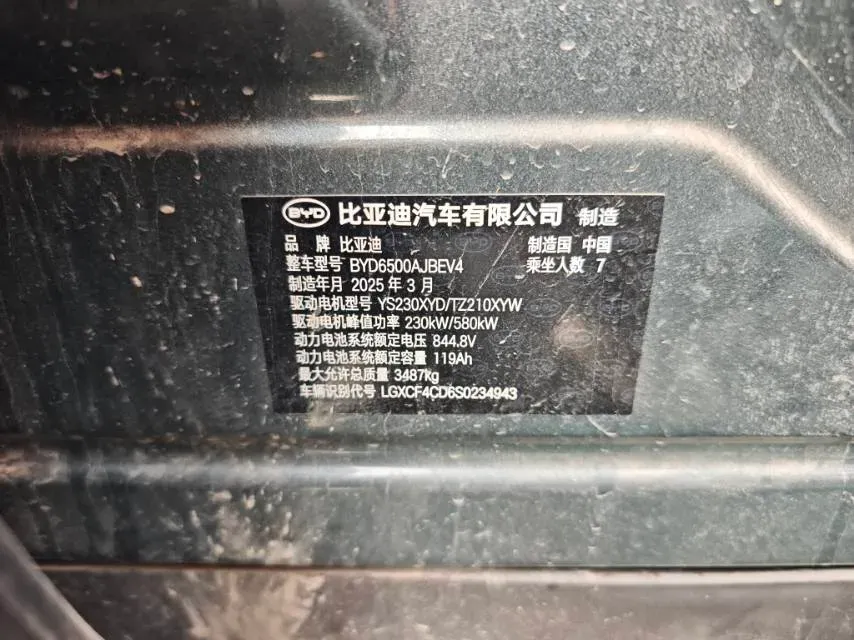 BYD 比亚迪汽车有限公司 制造
品 牌 比亚迪 制造国 中国
整车型号 BYD6500AJBEV4 乘坐人数 7
制造年月 2025 年 3 月
驱动电机型号 YS230XYD/TZ210XYW
驱动电机峰值功率 230kW/580kW
动力电池系统额定电压 844.8V
动力电池系统额定容量 119Ah
最大允许总质量 3487kg
车辆识别代号 LGXCF4CD6S0234943